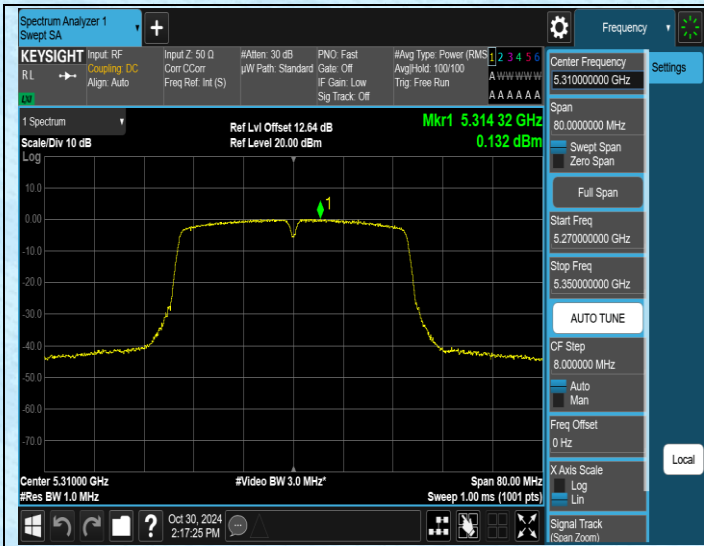 Spectrum Analyzer 1
Swept SA
+
Frequency
KEYSIGHT
RL
LXI
Input: RF
Coupling: DC
Align: Auto
Input Z: 50 Ω
Corr CCorr
Freq Ref: Int (S)
#Atten: 30 dB
µW Path: Standard
PNO: Fast
Gate: Off
IF Gain: Low
Sig Track: Off
#Avg Type: Power (RMS
Avg|Hold: 100/100
Trig: Free Run
1 2 3 4 5 6
A W W W W W
A A A A A A
1 Spectrum
Scale/Div 10 dB
Log
Ref Lvl Offset 12.64 dB
Ref Level 20.00 dBm
Mkr1 5.314 32 GHz
0.132 dBm
10.0
0.00
-10.0
-20.0
-30.0
-40.0
-50.0
-60.0
-70.0
1
Center 5.31000 GHz
#Res BW 1.0 MHz
#Video BW 3.0 MHz*
Span 80.00 MHz
Sweep 1.00 ms (1001 pts)
?
Oct 30, 2024
2:17:25 PM
Center Frequency
5.310000000 GHz
Span
80.0000000 MHz
Swept Span
Zero Span
Full Span
Start Freq
5.270000000 GHz
Stop Freq
5.350000000 GHz
AUTO TUNE
CF Step
8.000000 MHz
Auto
Man
Freq Offset
0 Hz
X Axis Scale
Log
Lin
Signal Track
(Span Zoom)
Settings
Local